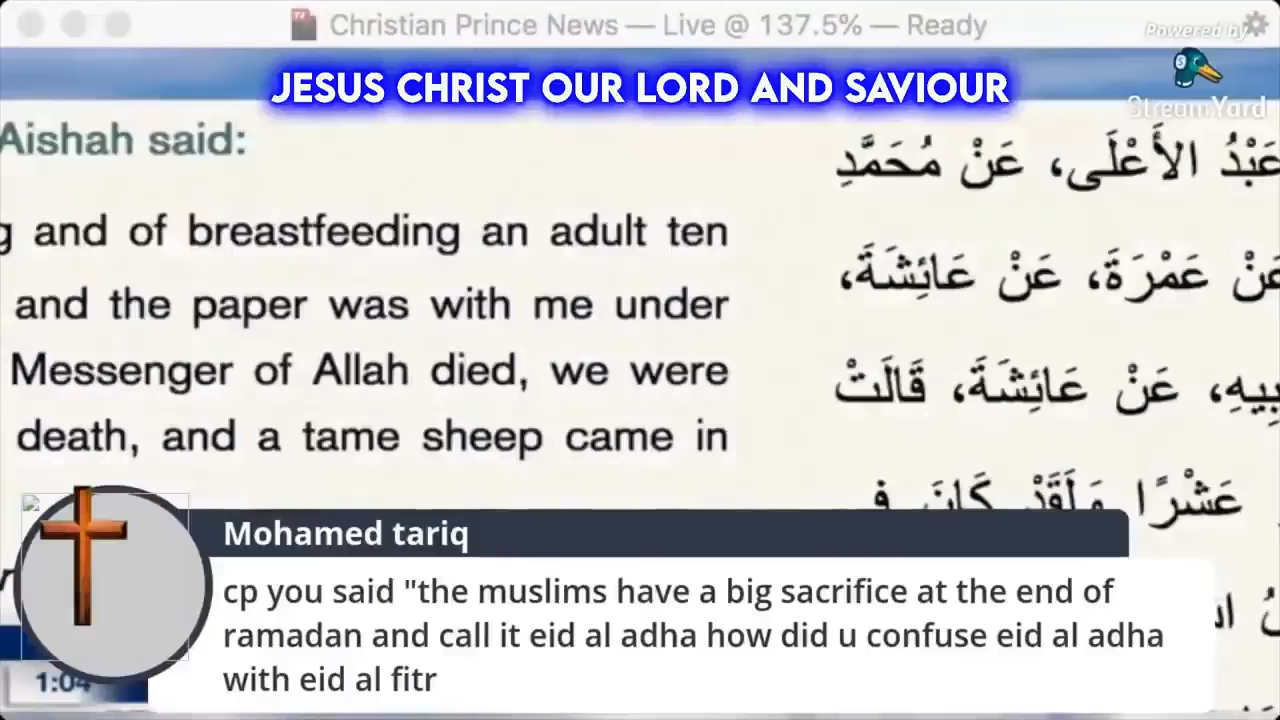 Christian Prince News — Live @ 137.5% — Ready
Powered by
StreamYard
JESUS CHRIST OUR LORD AND SAVIOUR
Aishah said:
and of breastfeeding an adult ten
and the paper was with me under
Messenger of Allah died, we were
death, and a tame sheep came in
عَبْدُ الأَعْلَى، عَنْ مُحَمَّدِ
عَنْ عَمْرَةَ، عَنْ عَائِشَةَ،
عَنْ عَائِشَةَ، قَالَتْ
عَشْرًا وَلَقَدْ كَانَ
Mohamed tariq
cp you said "the muslims have a big sacrifice at the end of
ramadan and call it eid al adha how did u confuse eid al adha
with eid al fitr
1:04